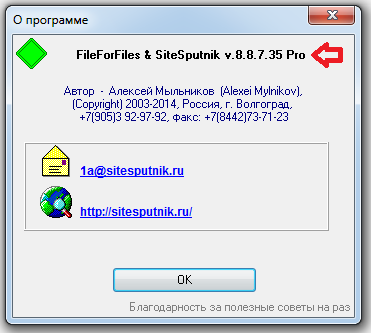 О программе
FileForFiles & SiteSputnik v.8.8.7.35 Pro
Автор - Алексей Мыльников (Alexei Mylnikov),
(Copyright) 2003-2014, Россия, г. Волгоград,
+7(905)3 92-97-92, факс: +7(8442)73-71-23
1a@sitesputnik.ru
http://sitesputnik.ru/
OK
Благодарность за полезные советы на раз